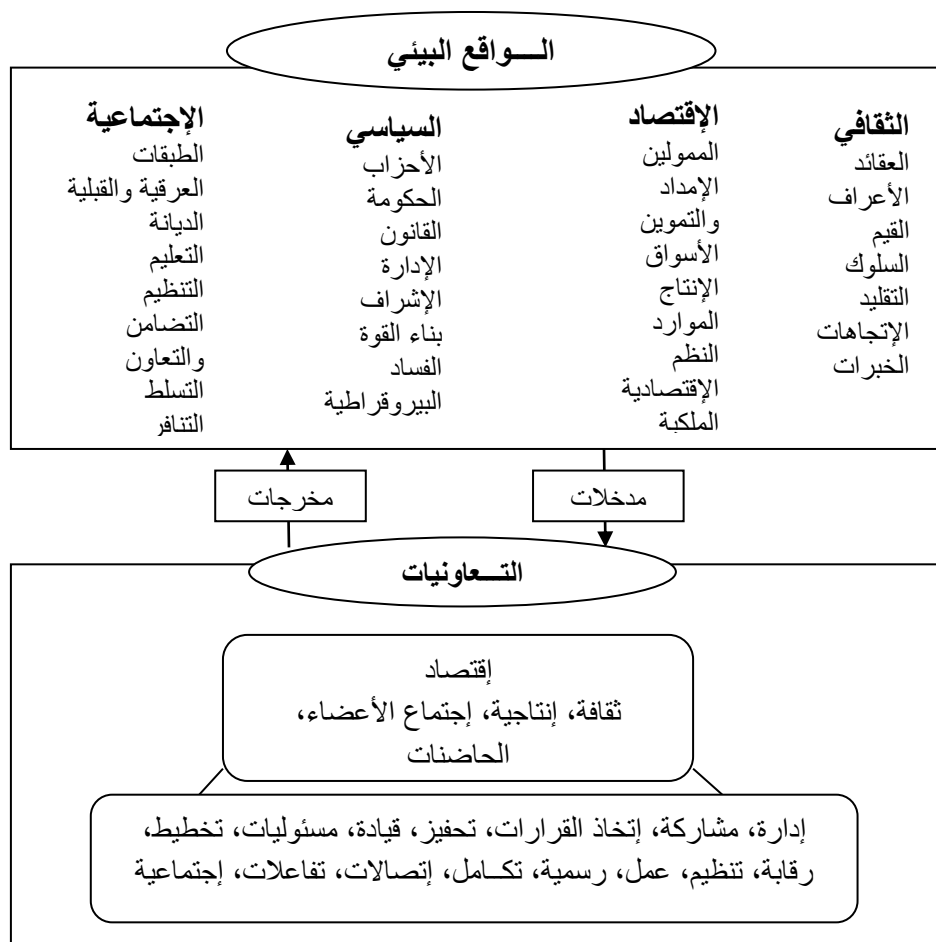 الـــواقع البيئي
الثقافي
العقائد
الأعراف
القيم
السلوك
التقليد
الإتجاهات
الخبرات
الإقتصاد
الممولين
الإمداد
والتموين
الأسواق
الإنتاج
الموارد
النظم
الإقتصادية
الملكية
السياسي
الأحزاب
الحكومة
القانون
الإدارة
الإشراف
بناء القوة
الفساد
البيروقراطية
الإجتماعية
الطبقات
العرقية والقبلية
الديانة
التعليم
التنظيم
التضامن
والتعاون
التسلط
التنافر
مدخلات
مخرجات
التـــعاونيات
إقتصاد
ثقافة، إنتاجية، إجتماع الأعضاء،
الحاضنات
إدارة، مشاركة، إتخاذ القرارات، تحفيز، قيادة، مسئوليات، تخطيط،
رقابة، تنظيم، عمل، رسمية، تكـــامل، إتصالات، تفاعلات، إجتماعية